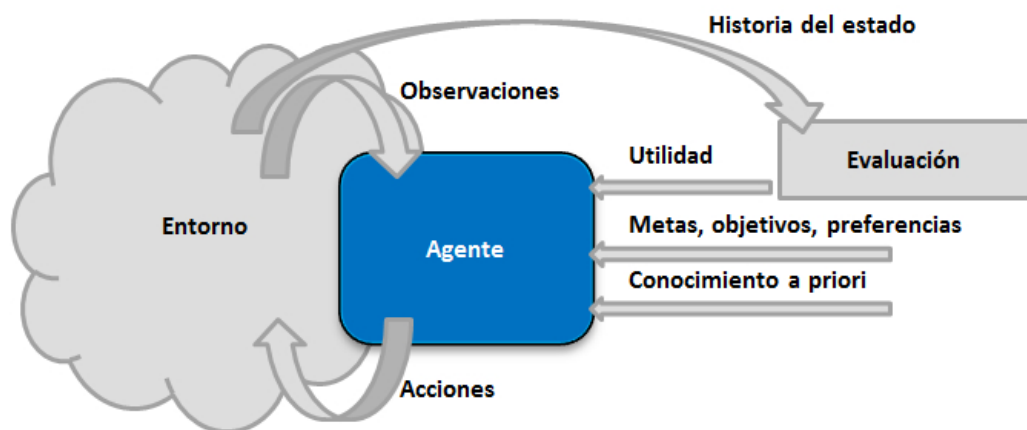 Historia del estado
Observaciones
Utilidad
Evaluación
Entorno
Metas, objetivos, preferencias
Agente
Conocimiento a priori
Acciones